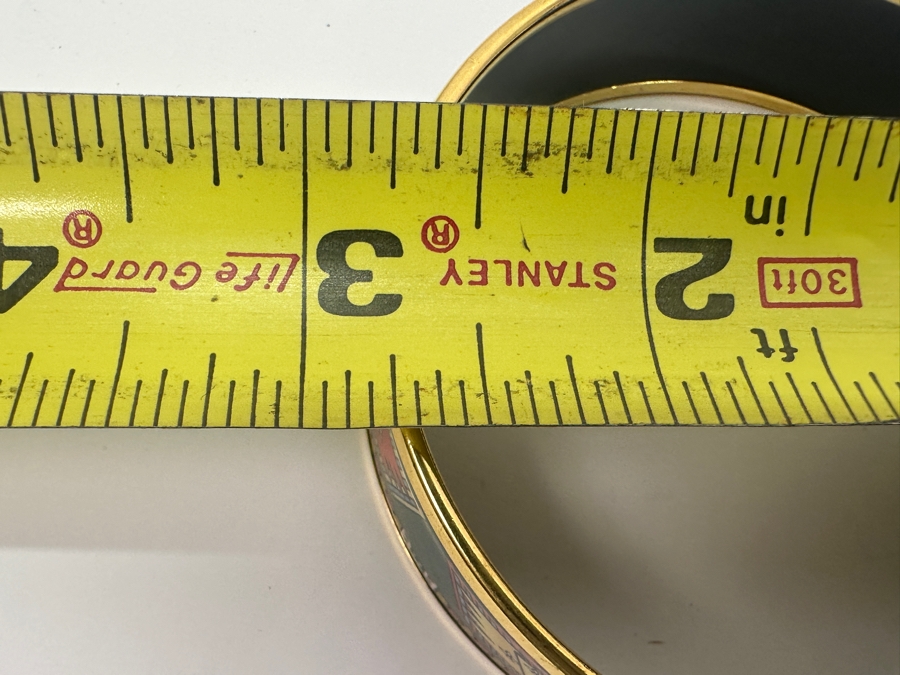 30ft
in
ft
2
STANLEY®
3
Life Guard®
4